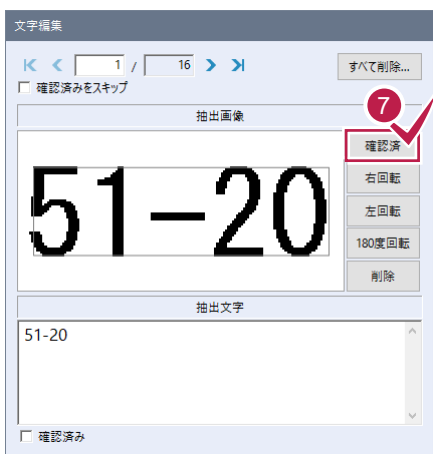 文字編集
1 / 16 すべて削除...
確認済みをスキップ
7
抽出画像
確認済
51-20
右回転
左回転
180度回転
削除
抽出文字
51-20
確認済み